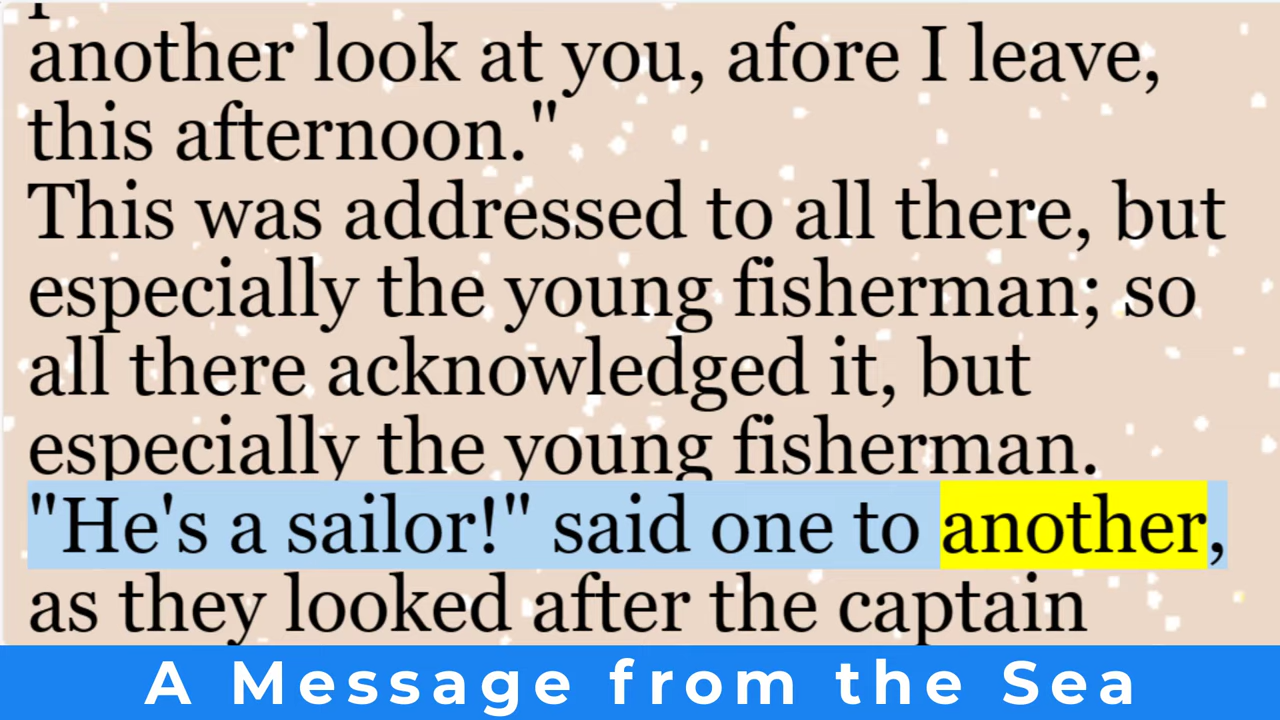 another look at you, afore I leave,
this afternoon."
This was addressed to all there, but
especially the young fisherman; so
all there acknowledged it, but
especially the young fisherman.
"He's a sailor!" said one to another,
as they looked after the captain
A Message from the Sea